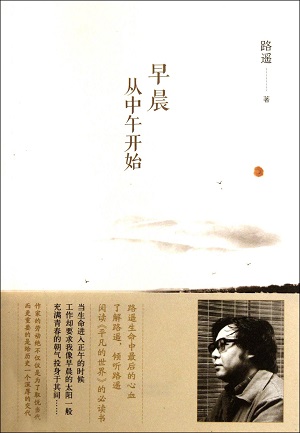 路遥
著
早晨
从中午开始
路遥生命中最后的心血
了解路遥,倾听路遥
阅读《平凡的世界》的必读书
当生命进入正午的时候
工作却要求我像早晨的太阳一般
充满青春的朝气投身于其间……
作家的劳动绝不仅仅是为了取悦当代
而更重要的是给历史一个深厚的交代